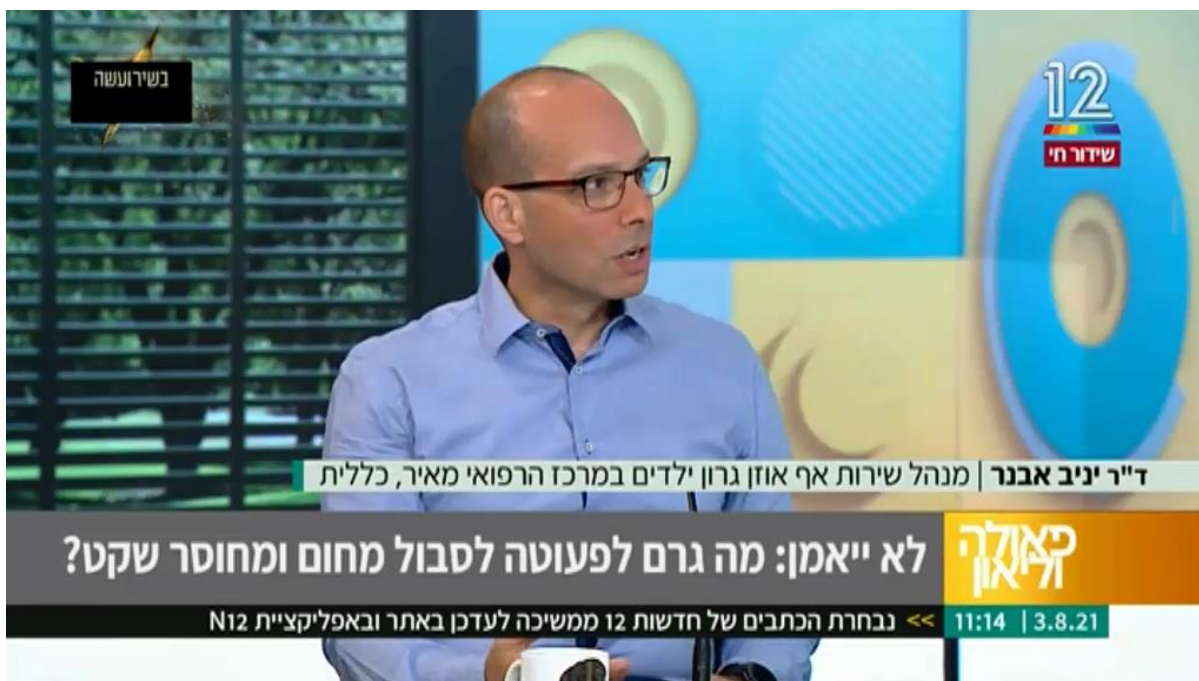 בשירועשה
12
שידור חי
ד"ר יניב אבנר | מנהל שירות אף אוזן גרון ילדים במרכז הרפואי מאיר, כללית
פאולה וליאון
לא ייאמן: מה גרם לפעוטה לסבול מחום ומחוסר שקט?
11:14 | 3.8.21 >> נבחרת הכתבים של חדשות 12 ממשיכה לעדכן באתר ובאפליקציית N12